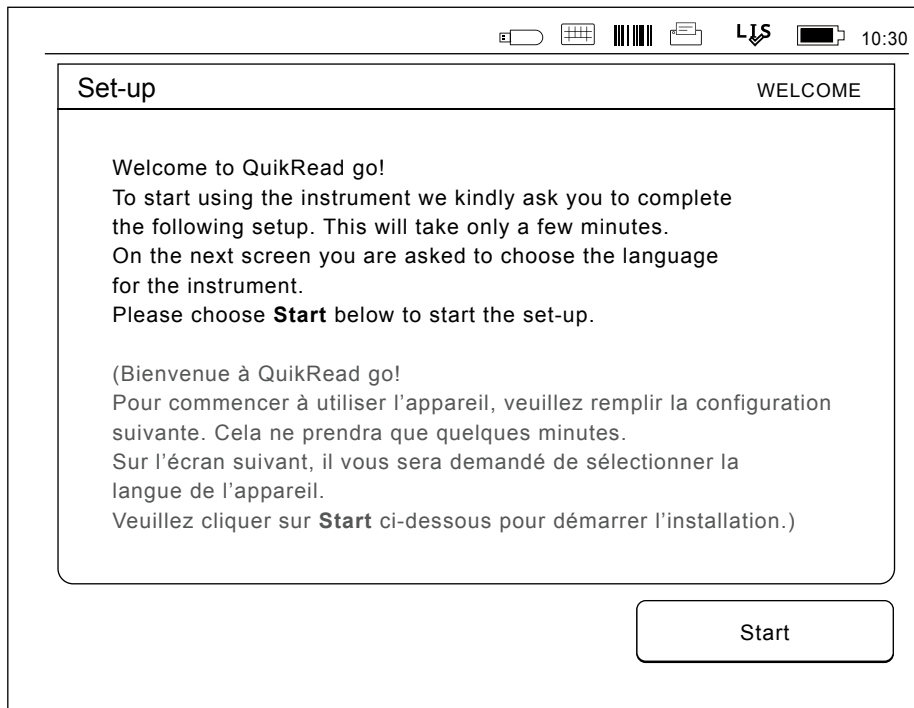 LIS 10:30
Set-up WELCOME
Welcome to QuikRead go!
To start using the instrument we kindly ask you to complete
the following setup. This will take only a few minutes.
On the next screen you are asked to choose the language
for the instrument.
Please choose Start below to start the set-up.
(Bienvenue à QuikRead go!
Pour commencer à utiliser l’appareil, veuillez remplir la configuration
suivante. Cela ne prendra que quelques minutes.
Sur l’écran suivant, il vous sera demandé de sélectionner la
langue de l’appareil.
Veuillez cliquer sur Start ci-dessous pour démarrer l’installation.)
Start